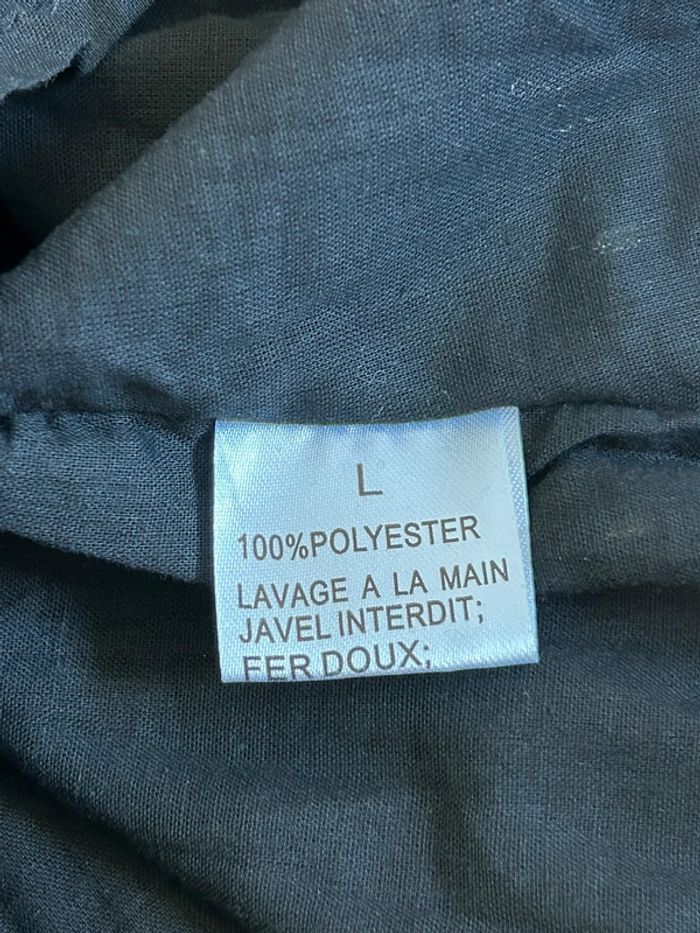 L
100%POLYESTER
LAVAGE A LA MAIN
JAVEL INTERDIT;
FER DOUX;